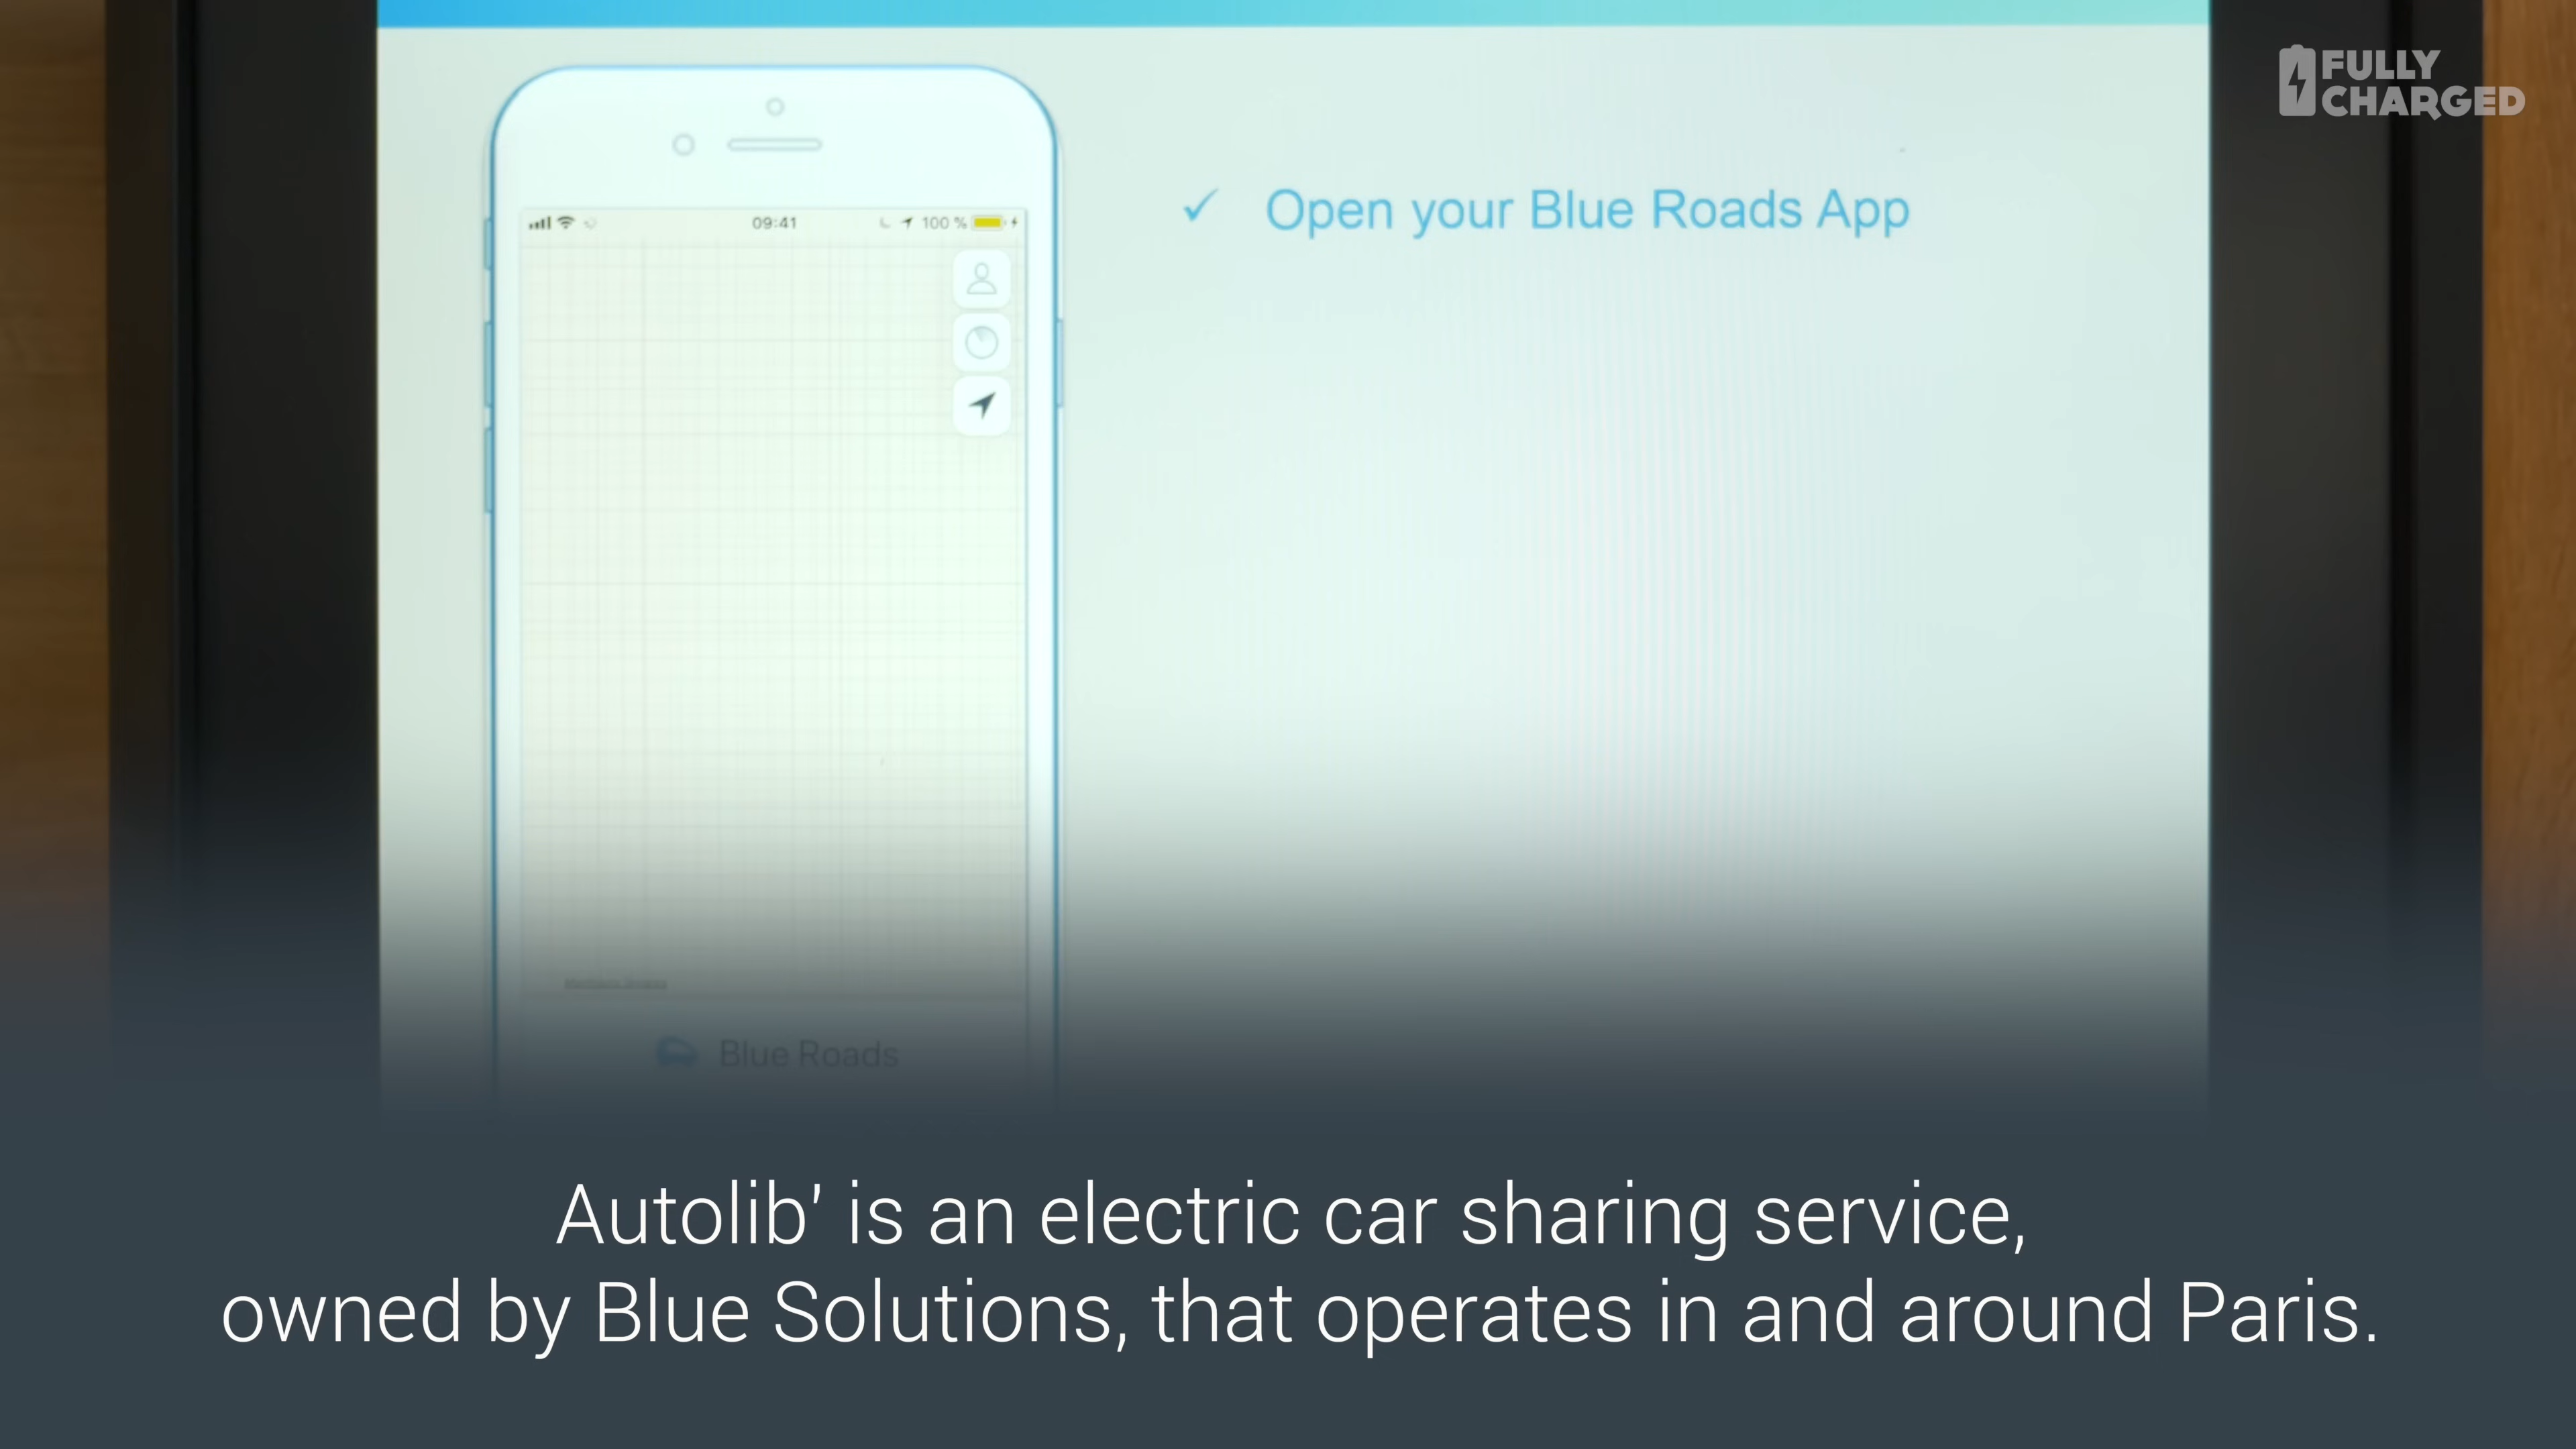 FULLY
CHARGED
Open your Blue Roads App
09:41
100 %
Blue Roads
Autolib' is an electric car sharing service,
owned by Blue Solutions, that operates in and around Paris.